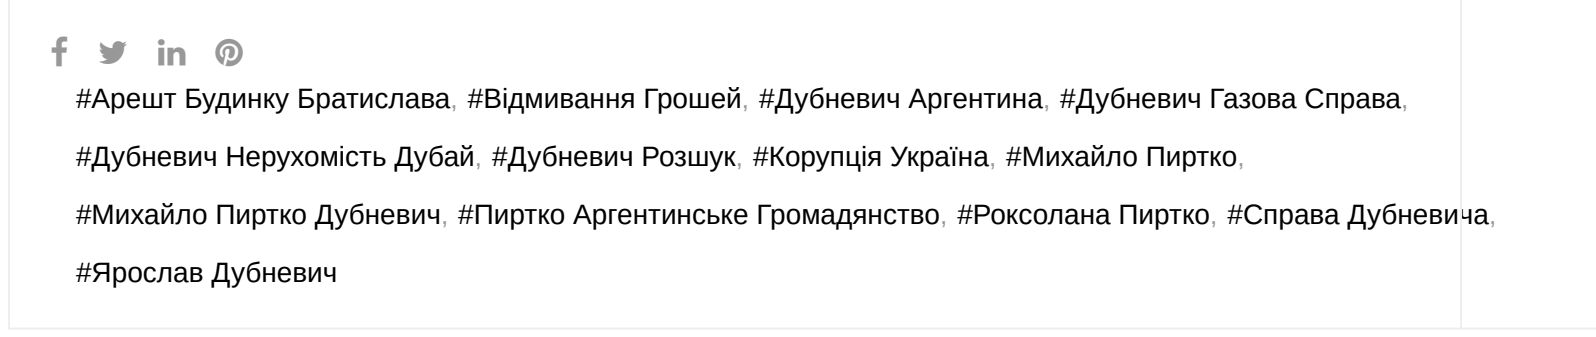 #Арешт Будинку Братислава, #Відмивання Грошей, #Дубневич Аргентина, #Дубневич Газова Справа,
#Дубневич Нерухомість Дубай, #Дубневич Розшук, #Корупція Україна, #Михайло Пиртко,
#Михайло Пиртко Дубневич, #Пиртко Аргентинське Громадянство, #Роксолана Пиртко, #Справа Дубневича,
#Ярослав Дубневич